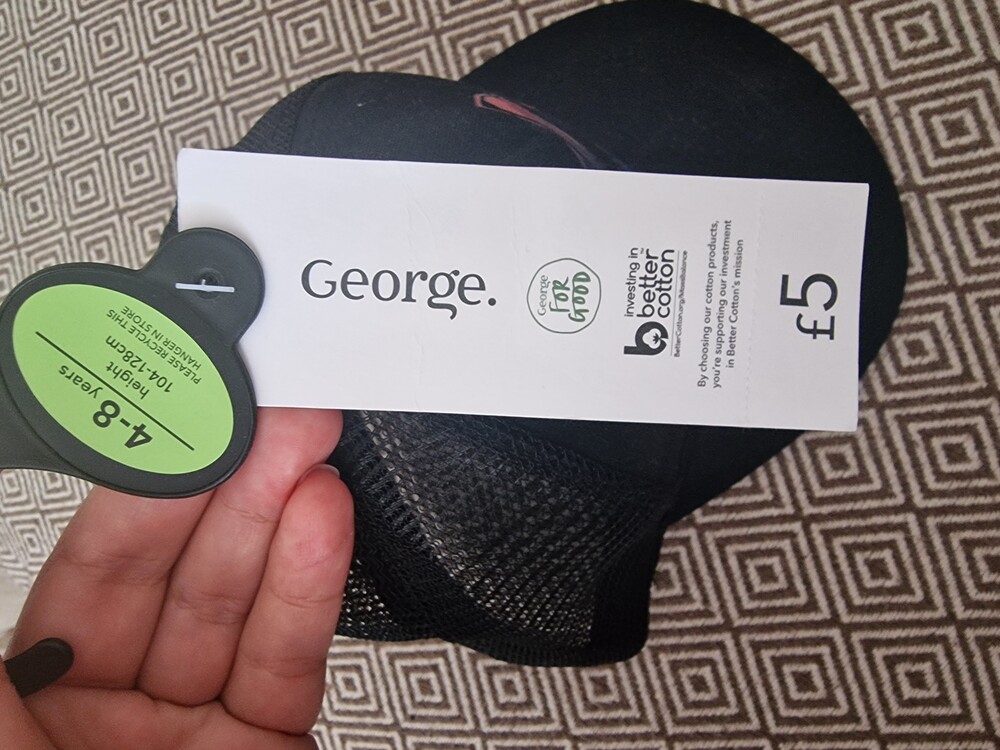 George.
George
FOR
GOOD
investing in
better
cotton™
BetterCotton.org/MassBalance
By choosing our cotton products,
you're supporting our investment
in Better Cotton's mission
£5
4-8 years
height
104-128cm
PLEASE RECYCLE THIS
HANGER IN STORE